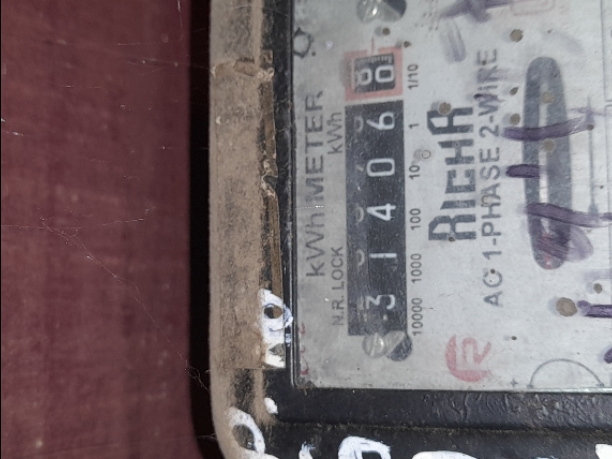 kWh METER
N.R. LOCK kWh
3 1 4 0 6 8
10000 1000 100 10 1 1/10
RICHA
AC 1-PHASE 2-WIRE
R